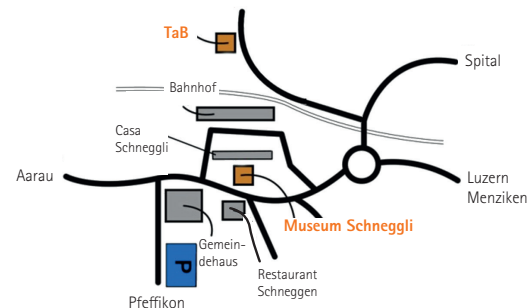 TaB
Spital
Bahnhof
Casa
Schneggli
Aarau
Luzern
Menziken
Museum Schneggli
Gemein-
dehaus
P
Restaurant
Schneggen
Pfeffikon